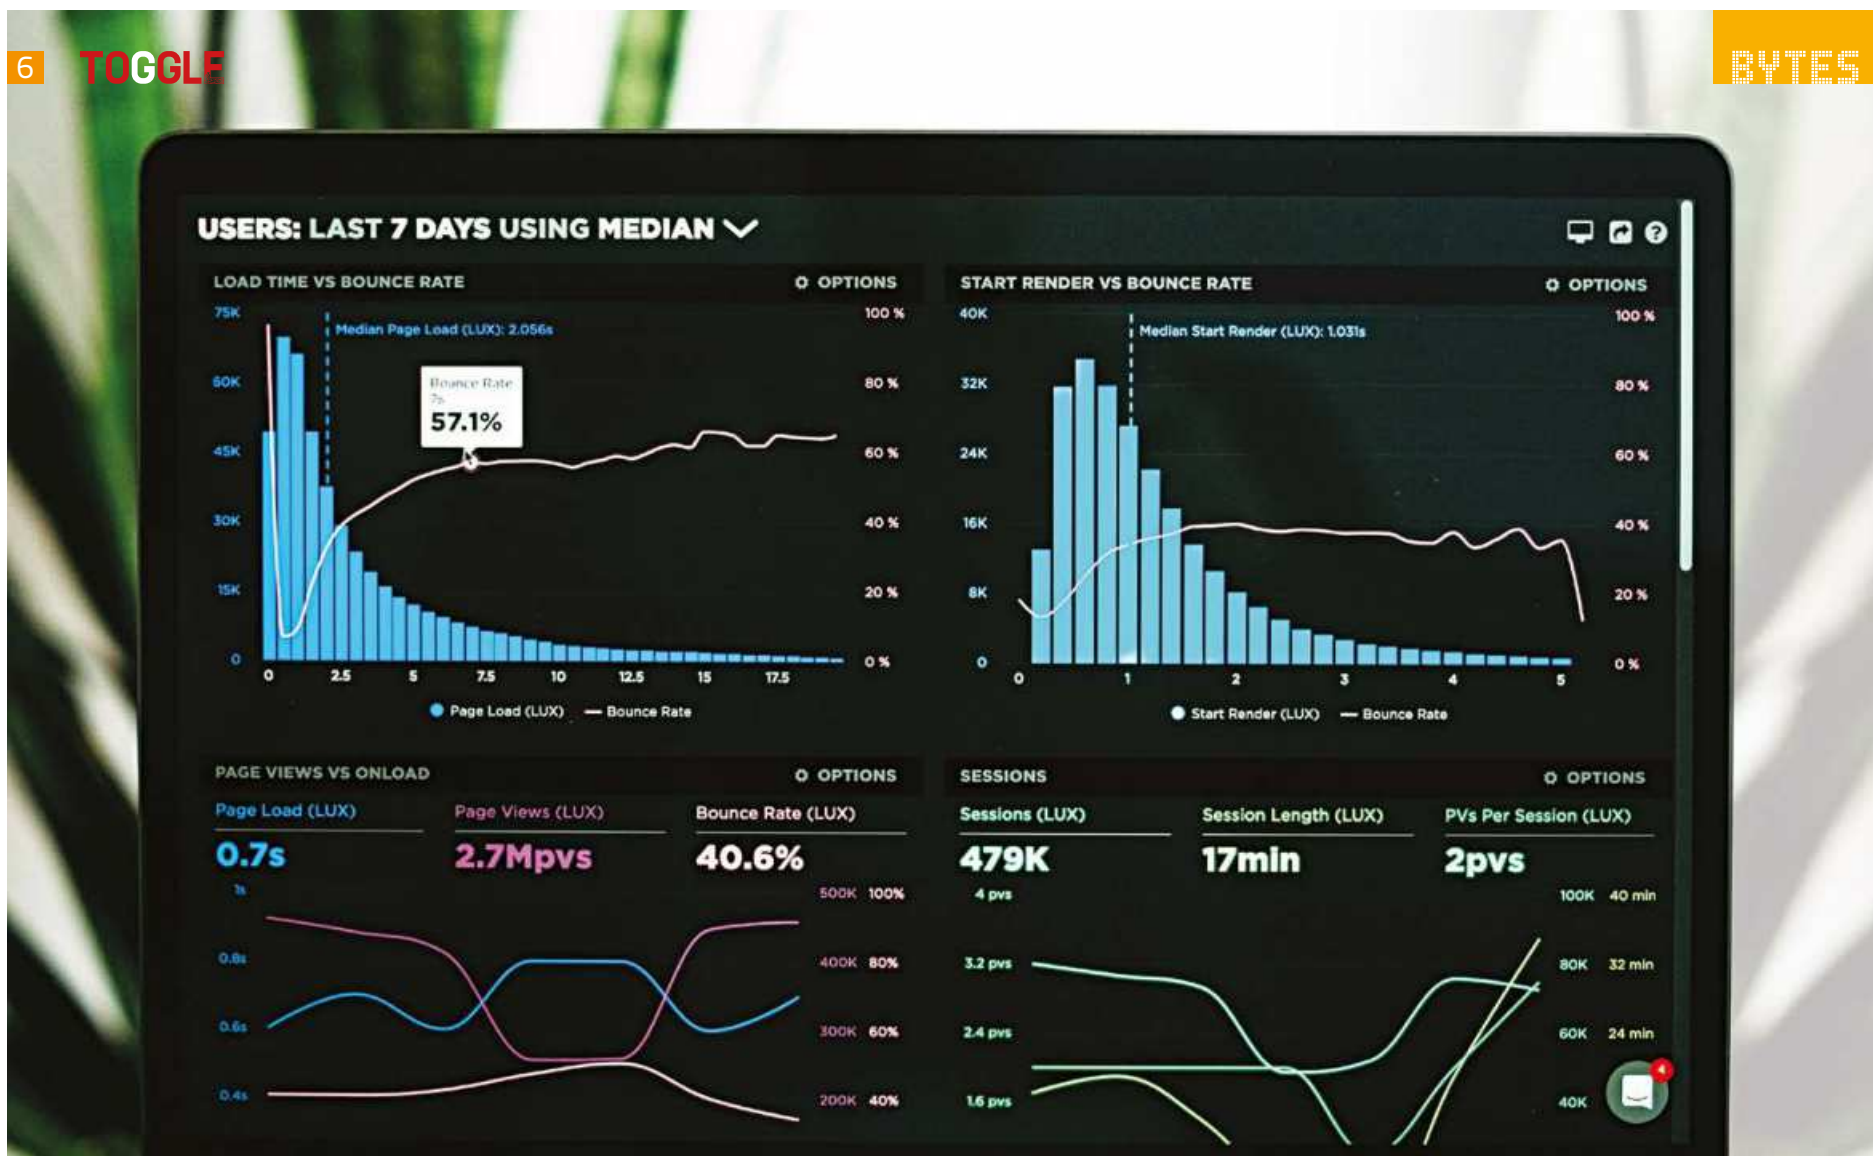 6 TOGGLE
BYTES
USERS: LAST 7 DAYS USING MEDIAN
LOAD TIME VS BOUNCE RATE
OPTIONS
75K
60K
45K
30K
15K
0
Median Page Load (LUX): 2.056s
Bounce Rate
7s
57.1%
100 %
80 %
60 %
40 %
20 %
0 %
0 2.5 5 7.5 10 12.5 15 17.5
Page Load (LUX) Bounce Rate
START RENDER VS BOUNCE RATE
OPTIONS
40K
32K
24K
16K
8K
0
Median Start Render (LUX): 1.031s
100 %
80 %
60 %
40 %
20 %
0 %
0 1 2 3 4 5
Start Render (LUX) Bounce Rate
PAGE VIEWS VS ONLOAD
OPTIONS
Page Load (LUX) Page Views (LUX) Bounce Rate (LUX)
0.7s 2.7Mpvs 40.6%
1s 500K 100%
0.8s 400K 80%
0.6s 300K 60%
0.4s 200K 40%
SESSIONS
OPTIONS
Sessions (LUX) Session Length (LUX) PVs Per Session (LUX)
479K 17min 2pvs
4 pvs 100K 40 min
3.2 pvs 80K 32 min
2.4 pvs 60K 24 min
1.6 pvs 40K
4